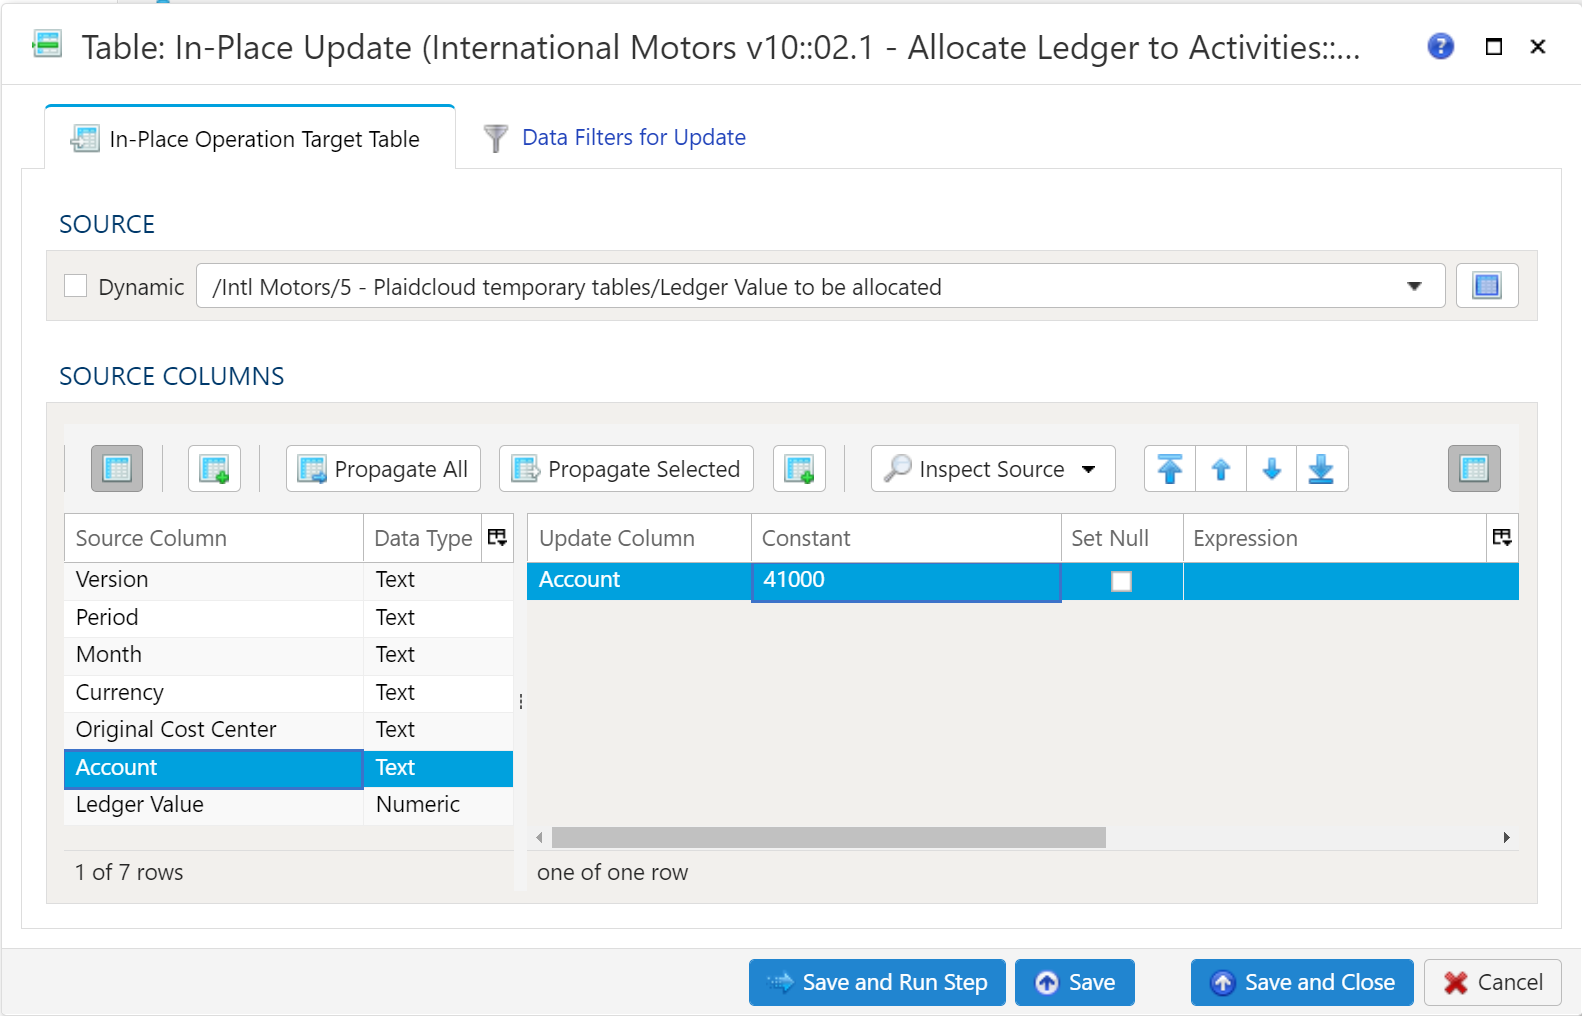 Table: In-Place Update (International Motors v10::02.1 - Allocate Ledger to Activities::...
In-Place Operation Target Table
Data Filters for Update
SOURCE
Dynamic
/Intl Motors/5 - Plaidcloud temporary tables/Ledger Value to be allocated
SOURCE COLUMNS
Propagate All
Propagate Selected
Inspect Source
Source Column Data Type
Update Column Constant Set Null Expression
Version Text
Account 41000
Period Text
Month Text
Currency Text
Original Cost Center Text
Account Text
Ledger Value Numeric
1 of 7 rows
one of one row
Save and Run Step
Save
Save and Close
Cancel